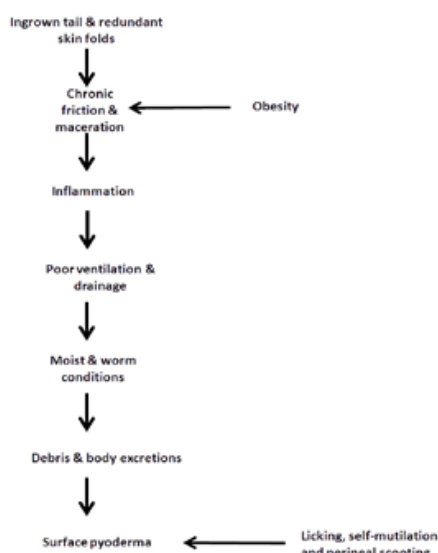 Ingrown tail & redundant
skin folds
Chronic
friction &
maceration
Obesity
Inflammation
Poor ventilation &
drainage
Moist & worm
conditions
Debris & body excretions
Surface pyoderma
Licking, self-mutilation
and perineal scooting